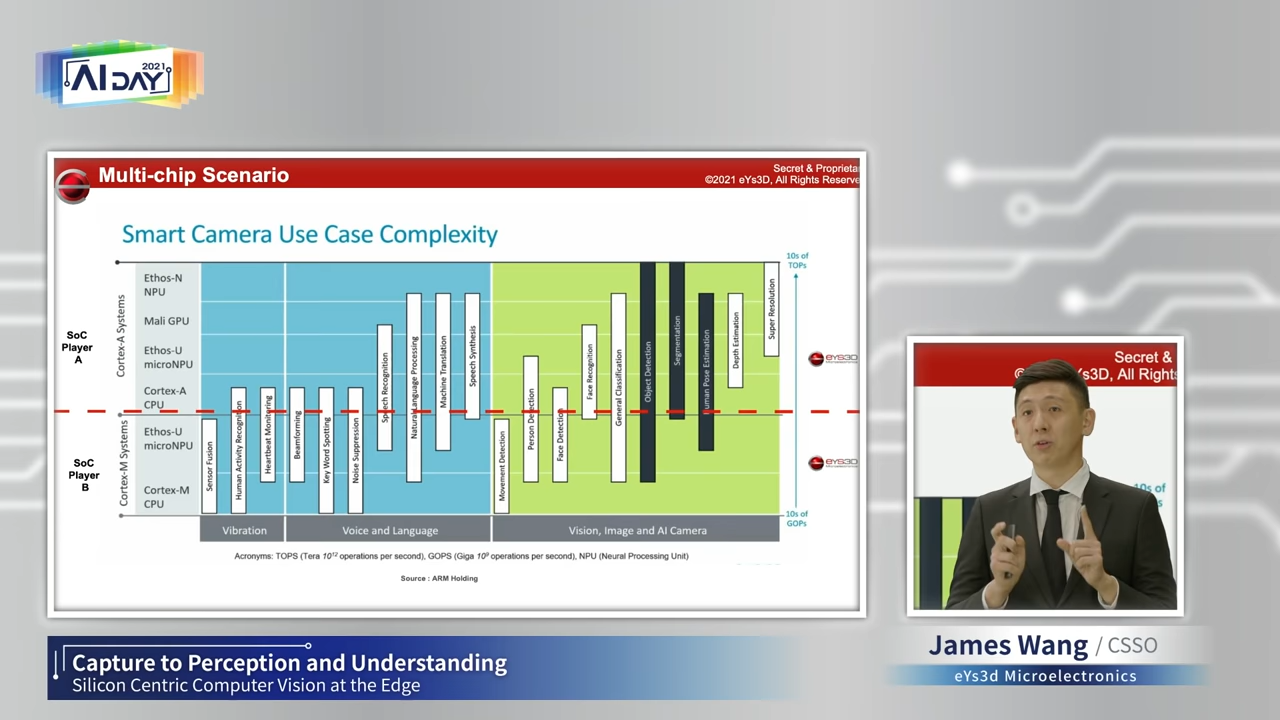 AI DAY 2021
Multi-chip Scenario
Secret & Proprieta
©2021 eYs3D, All Rights Reserve
Smart Camera Use Case Complexity
10s of
TOPs
SoC
Player
A
Cortex-A Systems
Ethos-N
NPU
Mali GPU
Ethos-U
microNPU
Cortex-A
CPU
SoC
Player
B
Cortex-M Systems
Ethos-U
microNPU
Cortex-M
CPU
Sensor Fusion
Human Activity Recognition
Heartbeat Monitoring
Beamforming
Key Word Spotting
Noise Suppression
Speech Recognition
Natural Language Processing
Machine Translation
Speech Synthesis
Movement Detection
Person Detection
Face Detection
Face Recognition
General Classification
Object Detection
Segmentation
Human Pose Estimation
Depth Estimation
Super Resolution
eYS3D
eYS3D
10s of
GOPs
Vibration
Voice and Language
Vision, Image and AI Camera
Acronyms: TOPS (Tera 10¹² operations per second), GOPS (Giga 10⁹ operations per second), NPU (Neural Processing Unit)
Source : ARM Holding
Secret &
Ys3D, All Rights
10s of
Capture to Perception and Understanding
Silicon Centric Computer Vision at the Edge
James Wang / CSSO
eYs3d Microelectronics